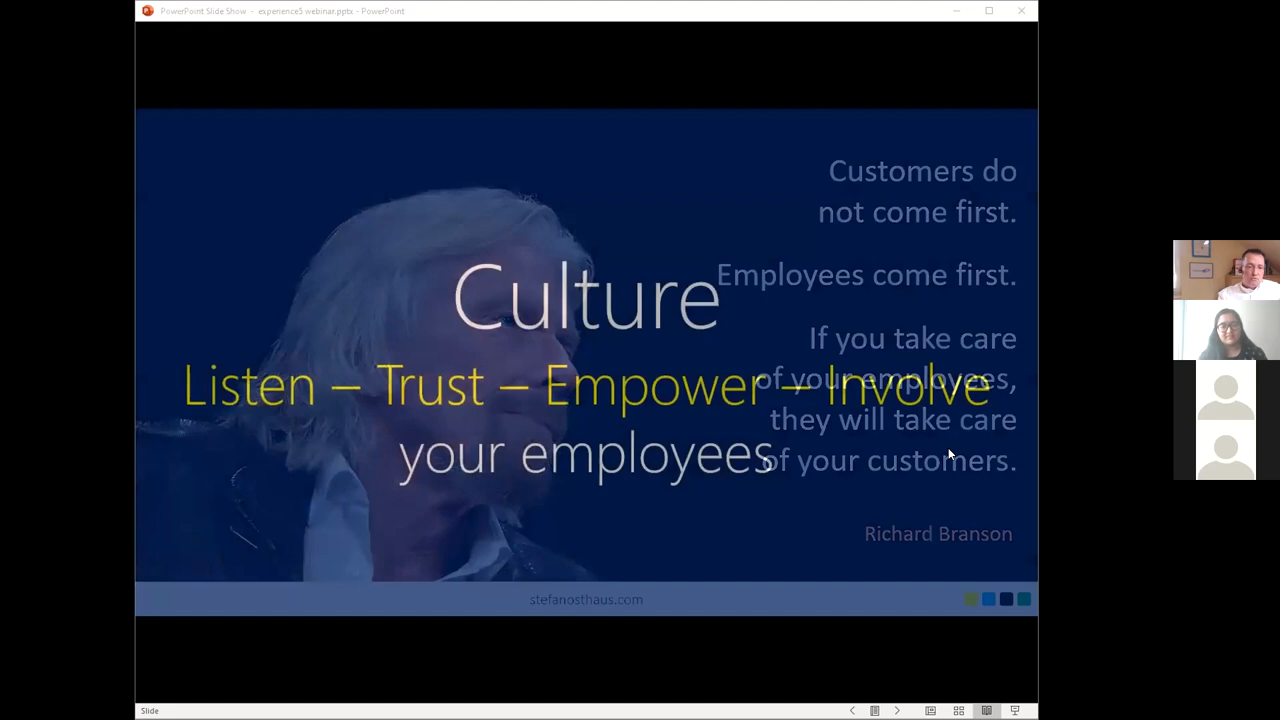 PowerPoint Slide Show - experience5 webinar.pptx - PowerPoint
Customers do
not come first.
Employees come first.
If you take care
of your employees,
they will take care
of your customers.
Richard Branson
Culture
Listen – Trust – Empower – Involve
your employees
stefanosthaus.com
Slide